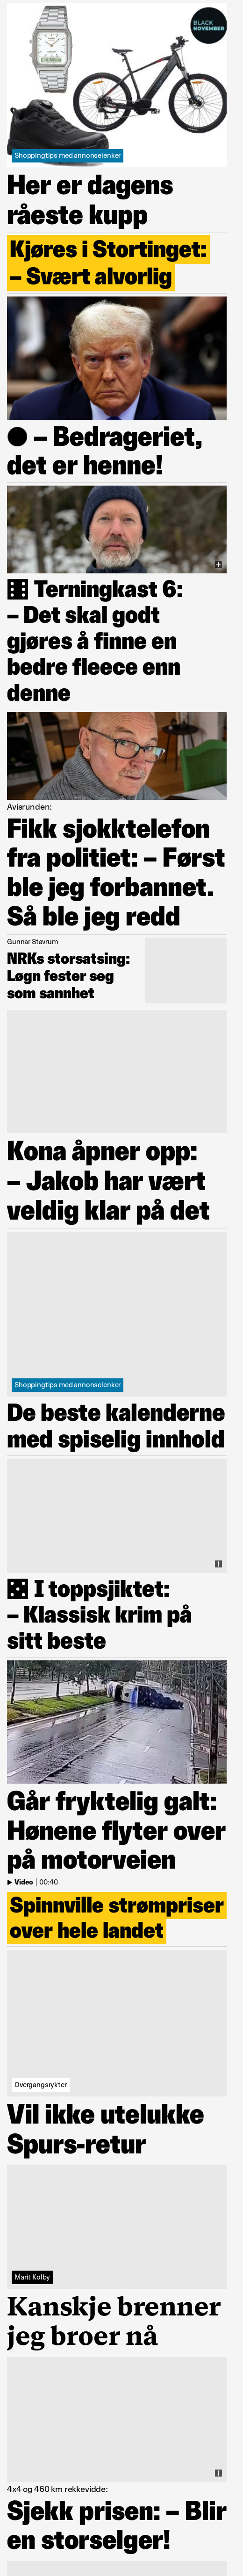 BLACK
NOVEMBER
Shoppingtips med annonselenker
Her er dagens
råeste kupp
Kjøres i Stortinget:
– Svært alvorlig
– Bedrageriet,
det er henne!
Terningkast 6:
– Det skal godt
gjøres å finne en
bedre fleece enn
denne
Avisrunden:
Fikk sjokktelefon
fra politiet: – Først
ble jeg forbannet.
Så ble jeg redd
Gunnar Stavrum
NRKs storsatsing:
Løgn fester seg
som sannhet
Kona åpner opp:
– Jakob har vært
veldig klar på det
Shoppingtips med annonselenker
De beste kalenderne
med spiselig innhold
I toppsjiktet:
– Klassisk krim på
sitt beste
Går fryktelig galt:
Hønene flyter over
på motorveien
Video | 00:40
Spinnville strømpriser
over hele landet
Overgangsrykter
Vil ikke utelukke
Spurs-retur
Marit Kolby
Kanskje brenner
jeg broer nå
4x4 og 460 km rekkevidde:
Sjekk prisen: – Blir
en storselger!